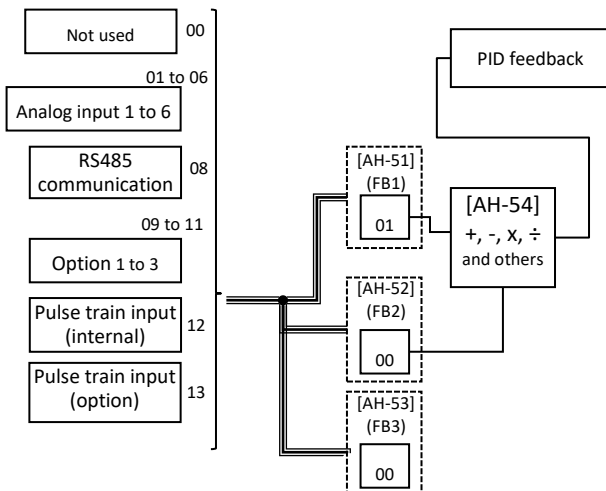 Not used
00
01 to 06
Analog input 1 to 6
RS485
communication
08
09 to 11
Option 1 to 3
Pulse train input
(internal)
12
Pulse train input
(option)
13
[AH-51]
(FB1)
01
[AH-52]
(FB2)
00
[AH-53]
(FB3)
00
[AH-54]
+, -, x, ÷
and others
PID feedback